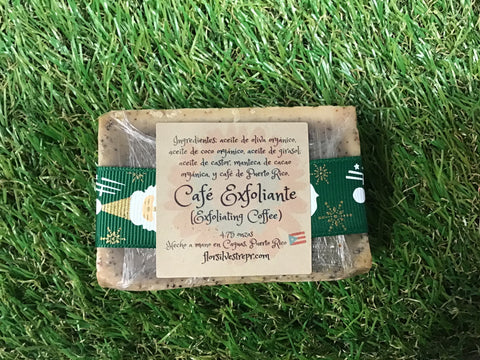 Ingredientes: aceite de oliva orgánico,
aceite de coco orgánico, aceite de girasol,
aceite de castor, manteca de cacao
orgánica, y café de Puerto Rico.
Café Exfoliante
(Exfoliating Coffee)
4.75 onzas
Hecho a mano en Caguas, Puerto Rico
florsilvestrepr.com